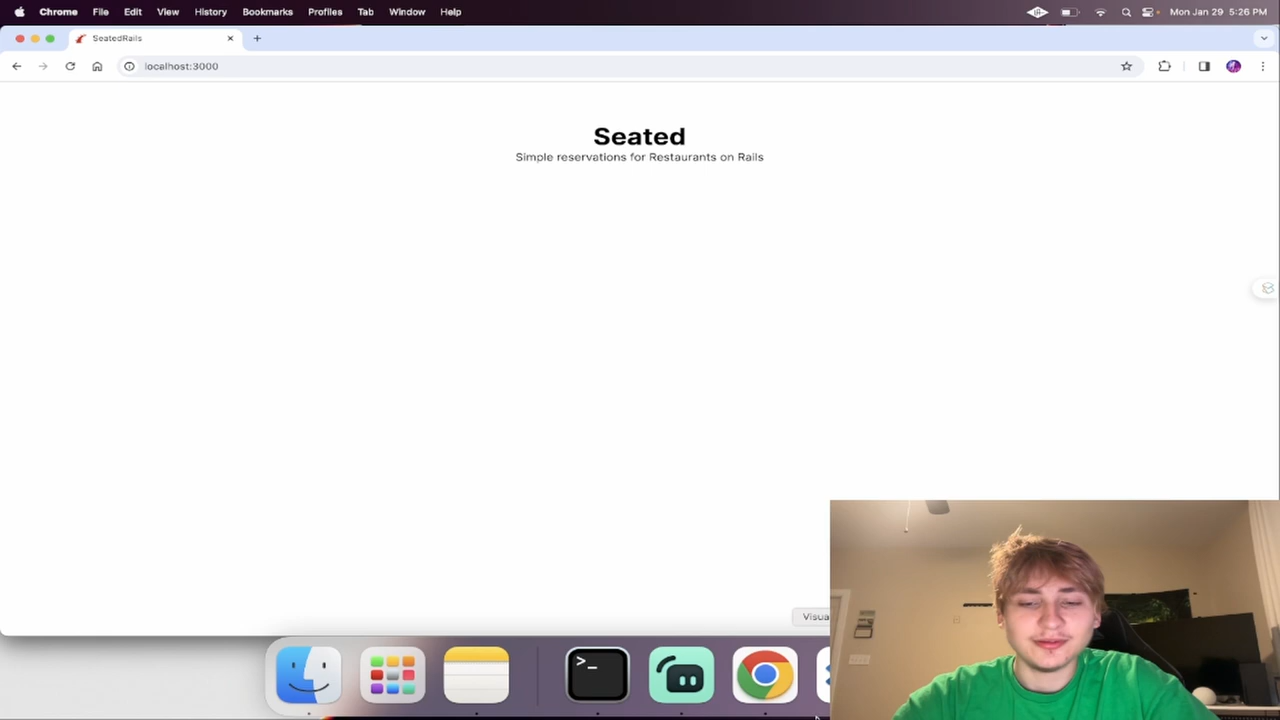 Chrome File Edit View History Bookmarks Profiles Tab Window Help Mon Jan 29 5:26 PM
SeatedRails
localhost:3000
Seated
Simple reservations for Restaurants on Rails
Visua